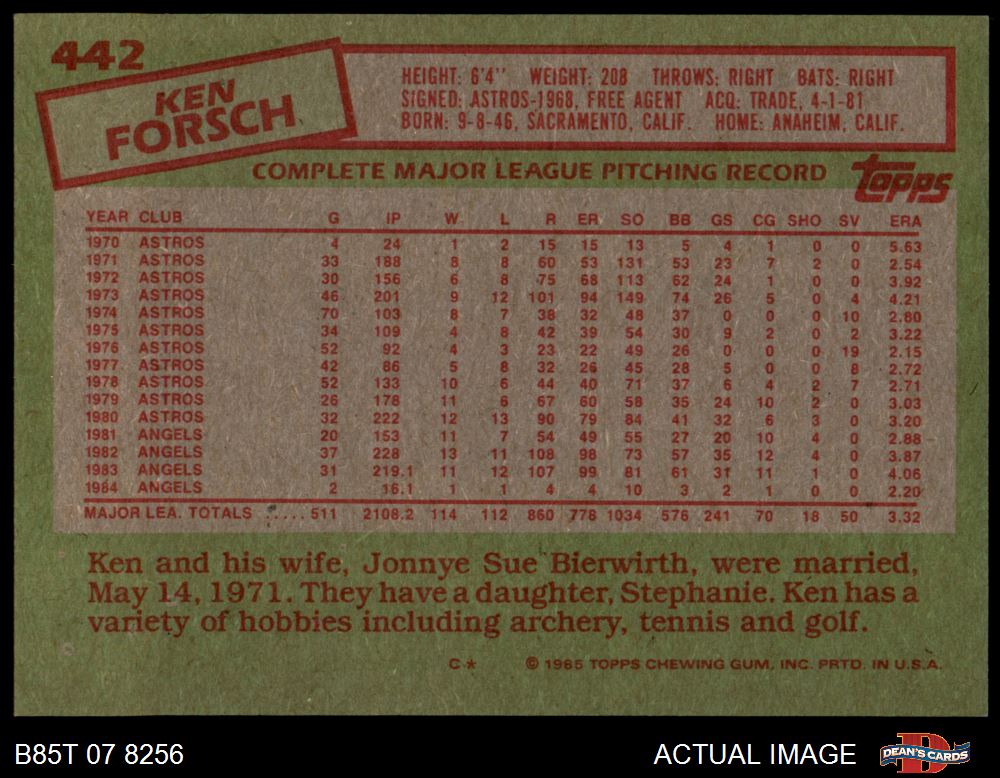 442
KEN
FORSCH
HEIGHT: 6'4" WEIGHT: 208 THROWS: RIGHT BATS: RIGHT
SIGNED: ASTROS-1968, FREE AGENT ACQ: TRADE, 4-1-81
BORN: 9-8-46, SACRAMENTO, CALIF. HOME: ANAHEIM, CALIF.
COMPLETE MAJOR LEAGUE PITCHING RECORD
topps
YEAR CLUB G IP W L R ER SO BB GS CG SHO SV ERA
1970 ASTROS 4 24 1 2 15 15 13 5 4 1 0 0 5.63
1971 ASTROS 33 188 8 8 60 53 131 53 23 7 2 0 2.54
1972 ASTROS 30 156 6 8 75 68 113 62 24 1 0 0 3.92
1973 ASTROS 46 201 9 12 101 94 149 74 26 5 0 4 4.21
1974 ASTROS 70 103 8 7 38 32 48 37 0 0 0 10 2.80
1975 ASTROS 34 109 4 8 42 39 54 30 9 2 0 2 3.22
1976 ASTROS 52 92 4 3 23 22 49 26 0 0 0 19 2.15
1977 ASTROS 42 86 5 8 32 26 45 28 5 0 0 8 2.72
1978 ASTROS 52 133 10 6 44 40 71 37 6 4 2 7 2.71
1979 ASTROS 26 178 11 6 67 60 58 35 24 10 2 0 3.03
1980 ASTROS 32 222 12 13 90 79 84 41 32 6 3 0 3.20
1981 ANGELS 20 153 11 7 54 49 55 27 20 10 4 0 2.88
1982 ANGELS 37 228 13 11 108 98 73 57 35 12 4 0 3.87
1983 ANGELS 31 219.1 11 12 107 99 81 61 31 11 1 0 4.06
1984 ANGELS 2 16.1 1 1 4 4 10 3 2 1 0 0 2.20
MAJOR LEA. TOTALS ..... 511 2108.2 114 112 860 778 1034 576 241 70 18 50 3.32
Ken and his wife, Jonnye Sue Bierwirth, were married,
May 14, 1971. They have a daughter, Stephanie. Ken has a
variety of hobbies including archery, tennis and golf.
C* © 1985 TOPPS CHEWING GUM, INC. PRTD. IN U.S.A.
B85T 07 8256 ACTUAL IMAGE DEAN'S CARDS